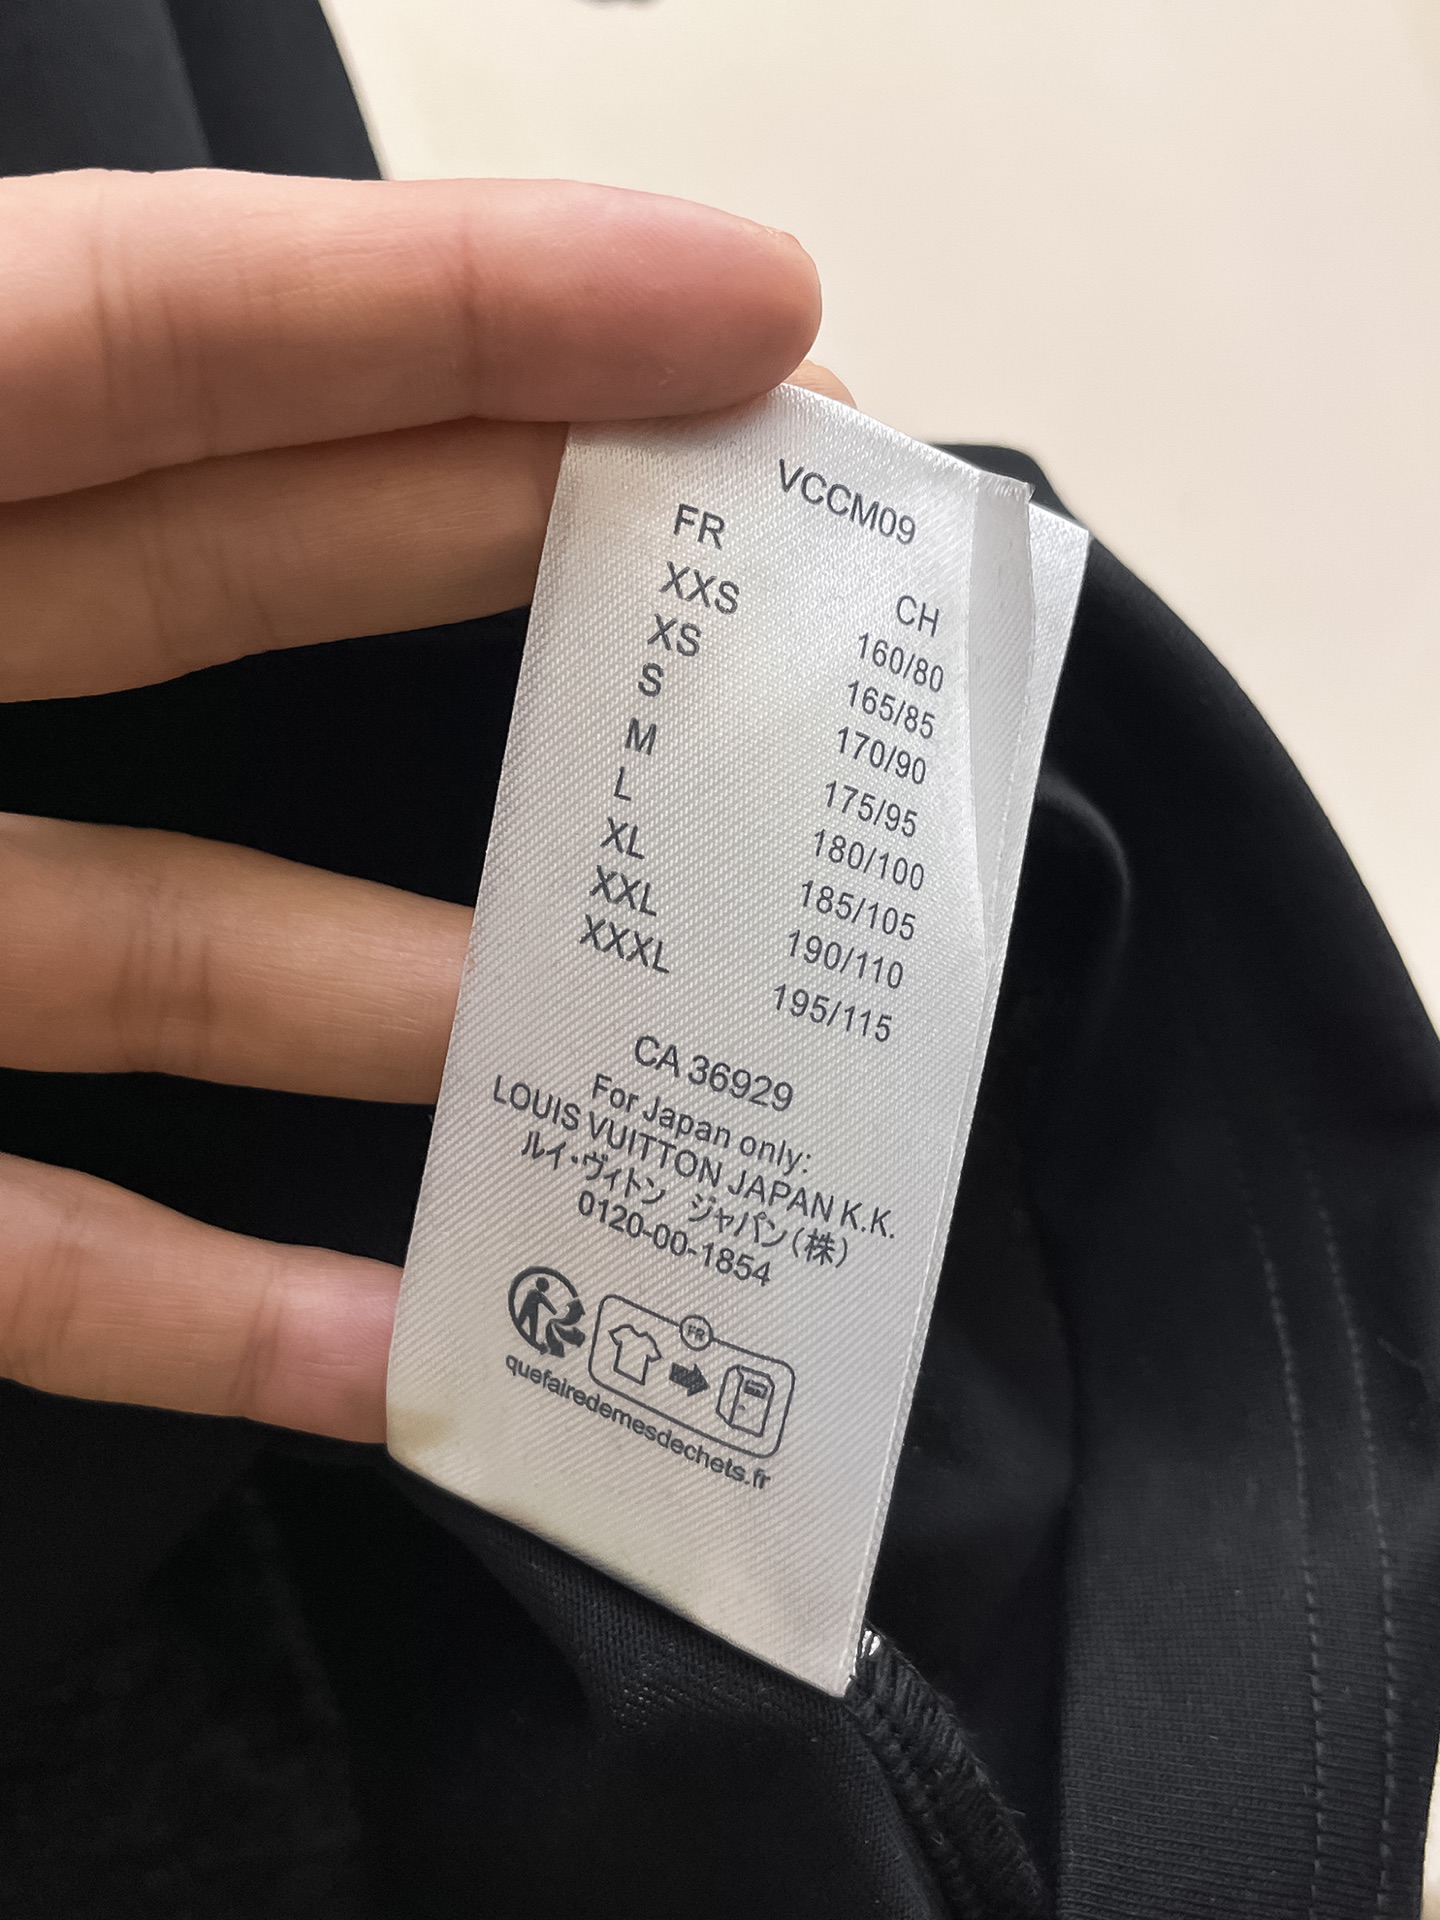 VCCM09
FR CH
XXS 160/80
XS 165/85
S 170/90
M 175/95
L 180/100
XL 185/105
XXL 190/110
XXXL 195/115
CA 36929
For Japan only:
LOUIS VUITTON JAPAN K.K.
ルイ・ヴィトン ジャパン(株)
0120-00-1854
FR
quefairedemesdechets.fr